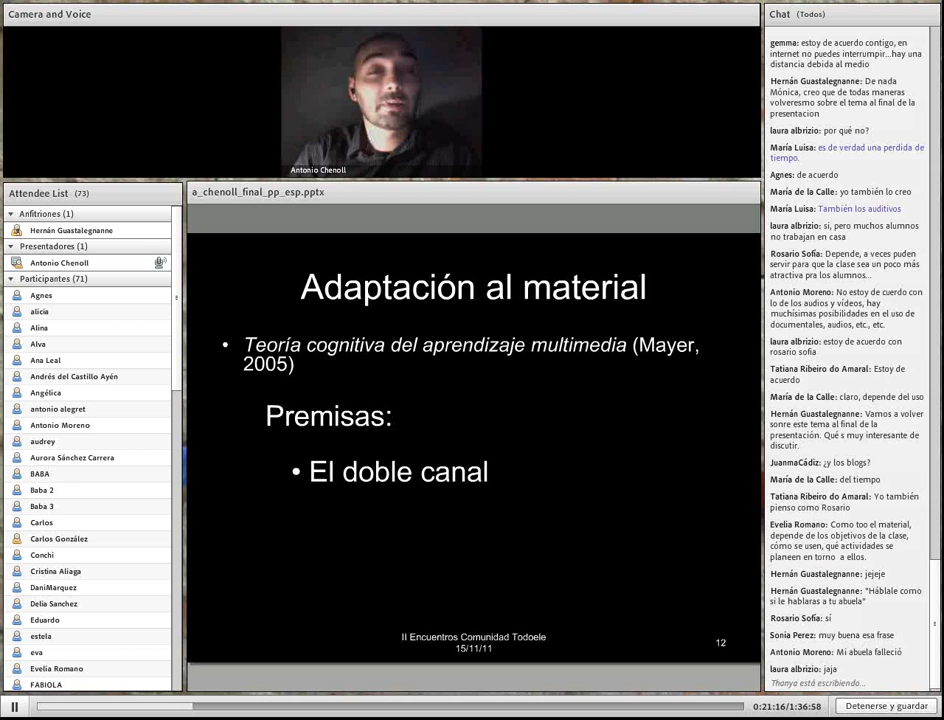 Camera and Voice
Antonio Chenoll
Attendee List (73)
Anfitriones (1)
Hernán Guastalegnanne
Presentadores (1)
Antonio Chenoll
Participantes (71)
Agnes
alicia
Alina
Alva
Ana Leal
Andrés del Castillo Ayén
Angélica
antonio alegret
Antonio Moreno
audrey
Aurora Sánchez Carrera
BABA
Baba 2
Baba 3
Carlos
Carlos González
Conchi
Cristina Aliaga
DaniMarquez
Delia Sanchez
Eduardo
estela
eva
Evelia Romano
FABIOLA
a_chenoll_final_pp_esp.pptx
Adaptación al material
• Teoría cognitiva del aprendizaje multimedia (Mayer,
2005)
Premisas:
• El doble canal
II Encuentros Comunidad Todoele
15/11/11
12
Chat (Todos)
gemma: estoy de acuerdo contigo, en
internet no puedes interrumpir...hay una
distancia debida al medio
Hernán Guastalegnanne: De nada
Mónica, creo que de todas maneras
volveresmo sobre el tema al final de la
presentacion
laura albrizio: por qué no?
María Luisa: es de verdad una perdida de
tiempo.
Agnes: de acuerdo
María de la Calle: yo también lo creo
María Luisa: También los auditivos
laura albrizio: si, pero muchos alumnos
no trabajan en casa
Rosario Sofía: Depende, a veces puden
servir para que la clase sea un poco más
atractiva pra los alumnos...
Antonio Moreno: No estoy de cuerdo con
lo de los audios y vídeos, hay
muchísimas posibilidades en el uso de
documentales, audios, etc., etc.
laura albrizio: estoy de acuerdo con
rosario sofia
Tatiana Ribeiro do Amaral: Estoy de
acuerdo
María de la Calle: claro, depende del uso
Hernán Guastalegnanne: Vamos a volver
sonre este tema al final de la
presentación. Qué s muy interesante de
discutir.
JuanmaCádiz: ¿y los blogs?
María de la Calle: del tiempo
Tatiana Ribeiro do Amaral: Yo también
pienso como Rosario
Evelia Romano: Como too el material,
depende de los objetivos de la clase,
cómo se usen, qué actividades se
planeen en torno a ellos.
Hernán Guastalegnanne: jejeje
Hernán Guastalegnanne: "Háblale como
si le hablaras a tu abuela"
Rosario Sofía: sí
Sonia Perez: muy buena esa frase
Antonio Moreno: Mi abuela falleció
laura albrizio: jaja
Thanya está escribiendo...
0:21:16/1:36:58
Detenerse y guardar